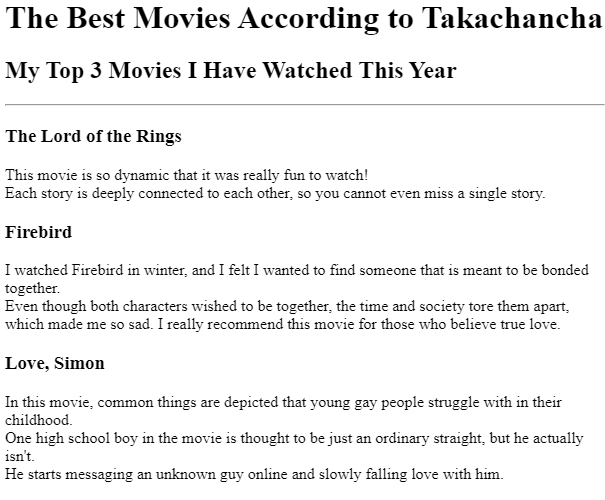 The Best Movies According to Takachancha
My Top 3 Movies I Have Watched This Year
The Lord of the Rings
This movie is so dynamic that it was really fun to watch!
Each story is deeply connected to each other, so you cannot even miss a single story.
Firebird
I watched Firebird in winter, and I felt I wanted to find someone that is meant to be bonded
together.
Even though both characters wished to be together, the time and society tore them apart,
which made me so sad. I really recommend this movie for those who believe true love.
Love, Simon
In this movie, common things are depicted that young gay people struggle with in their
childhood.
One high school boy in the movie is thought to be just an ordinary straight, but he actually
isn't.
He starts messaging an unknown guy online and slowly falling love with him.